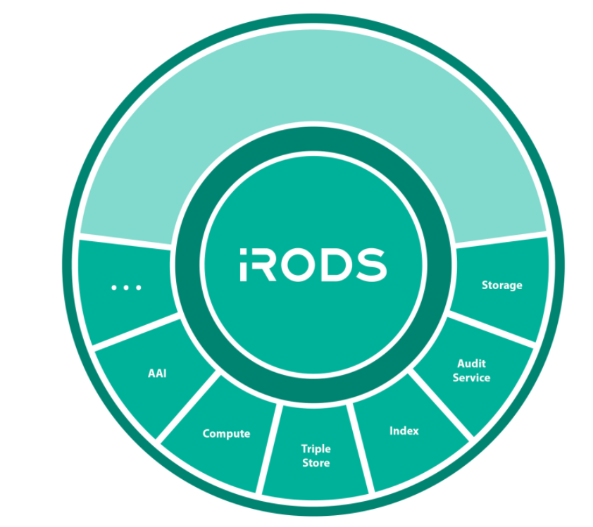 iRODS
...
Storage
AAI
Audit
Service
Compute
Index
Triple
Store